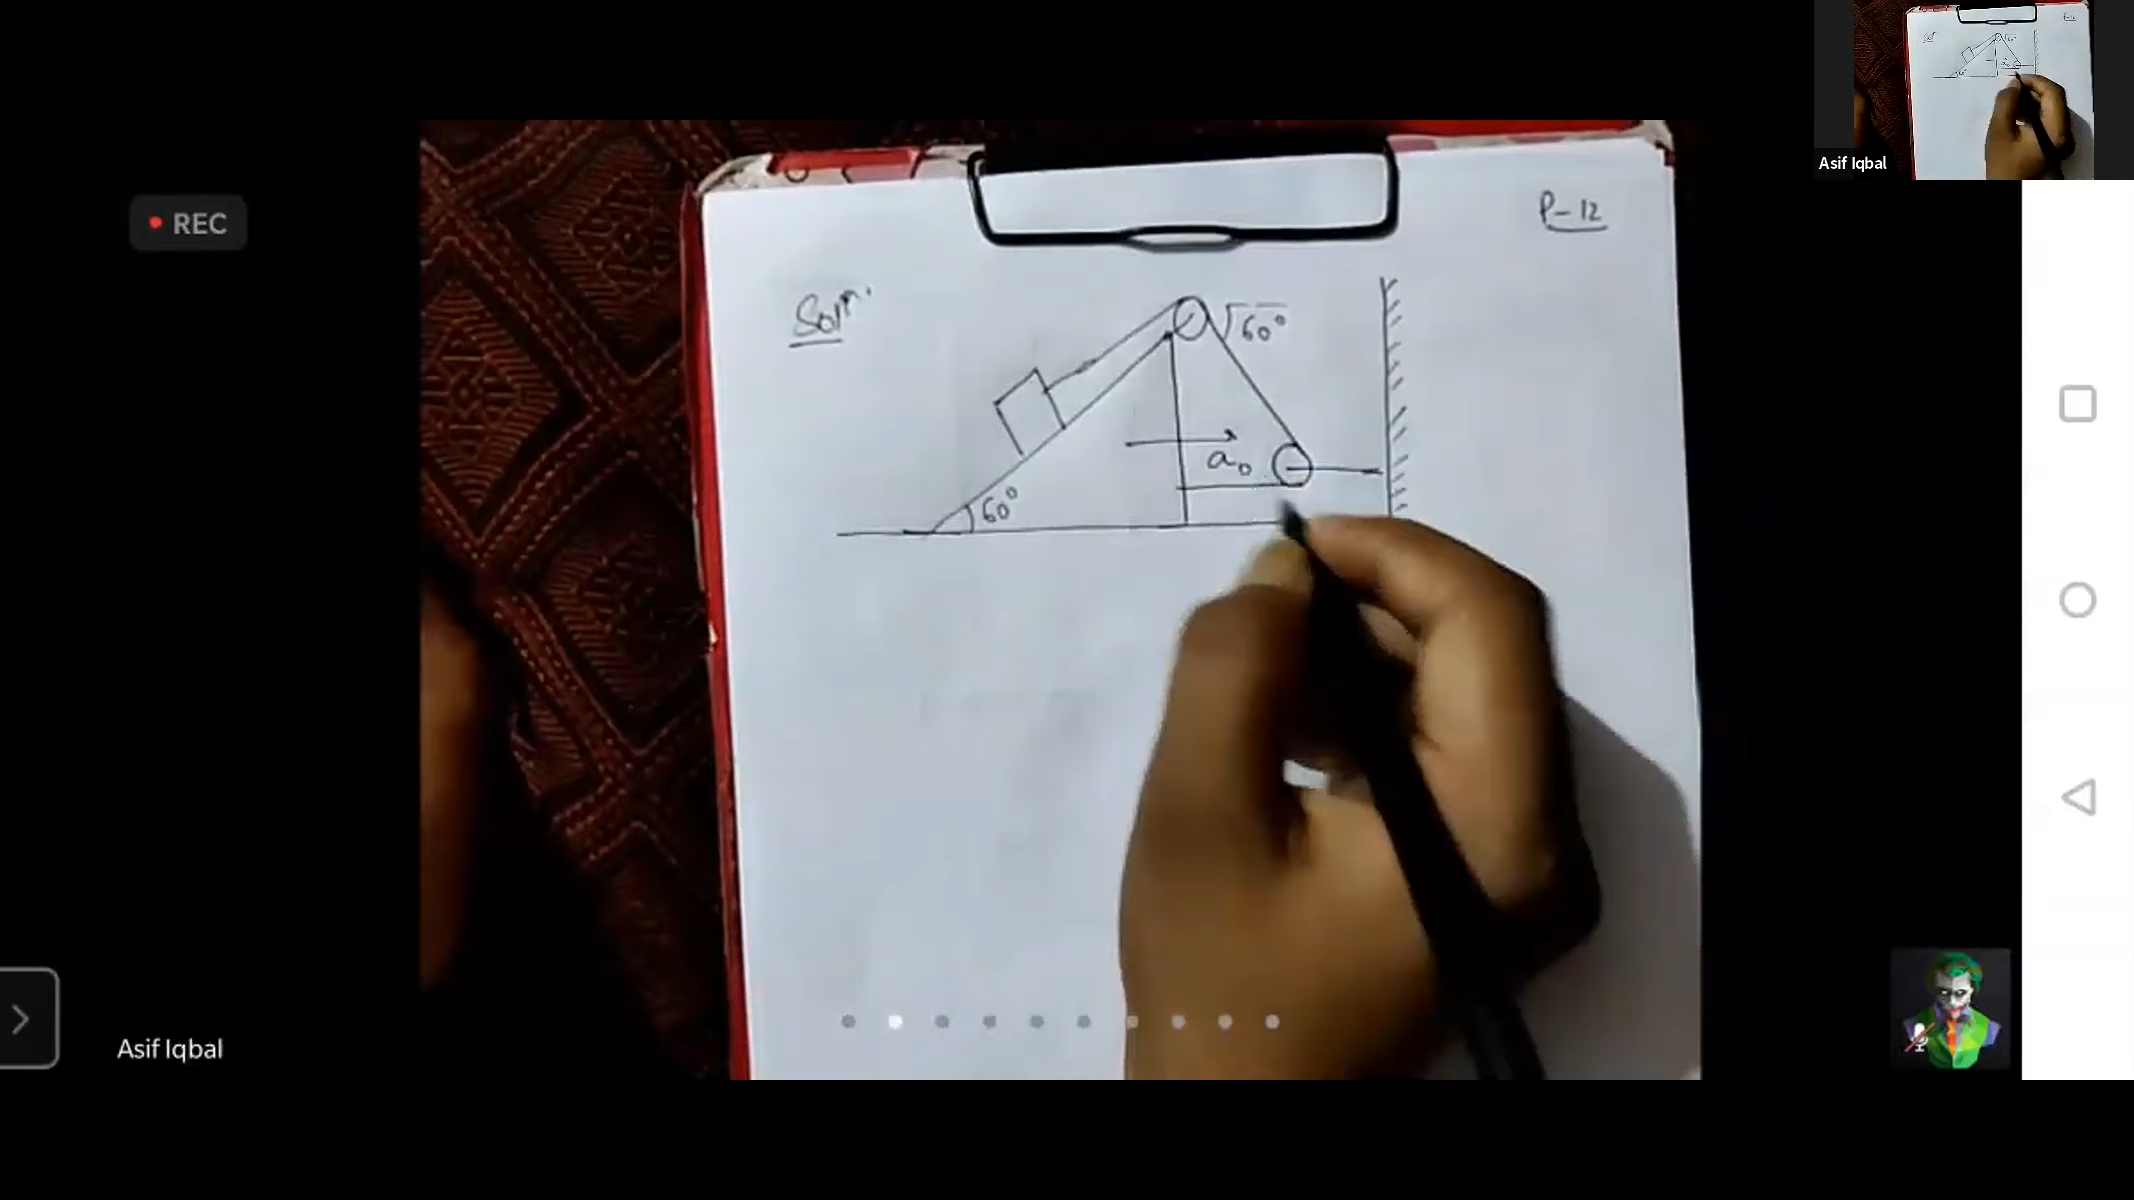 Asif Iqbal
REC
P-12
Soln.
60°
a₀
60°
Asif Iqbal